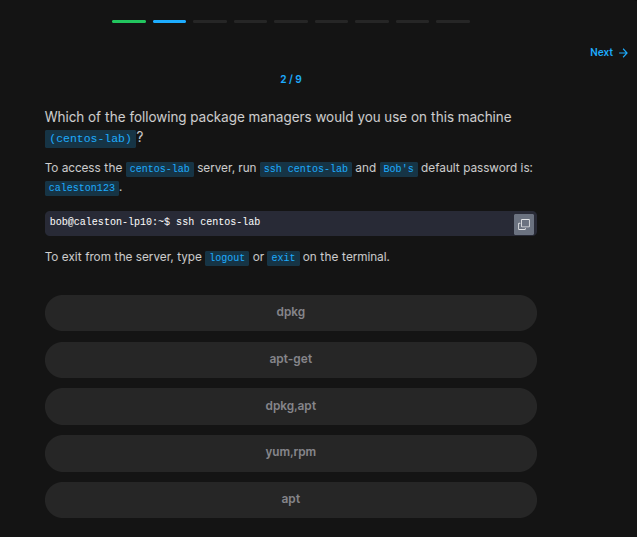 Next →
2 / 9
Which of the following package managers would you use on this machine
(centos-lab) ?
To access the centos-lab server, run ssh centos-lab and Bob's default password is:
caleston123 .
bob@caleston-lp10:~$ ssh centos-lab
To exit from the server, type logout or exit on the terminal.
dpkg
apt-get
dpkg,apt
yum,rpm
apt